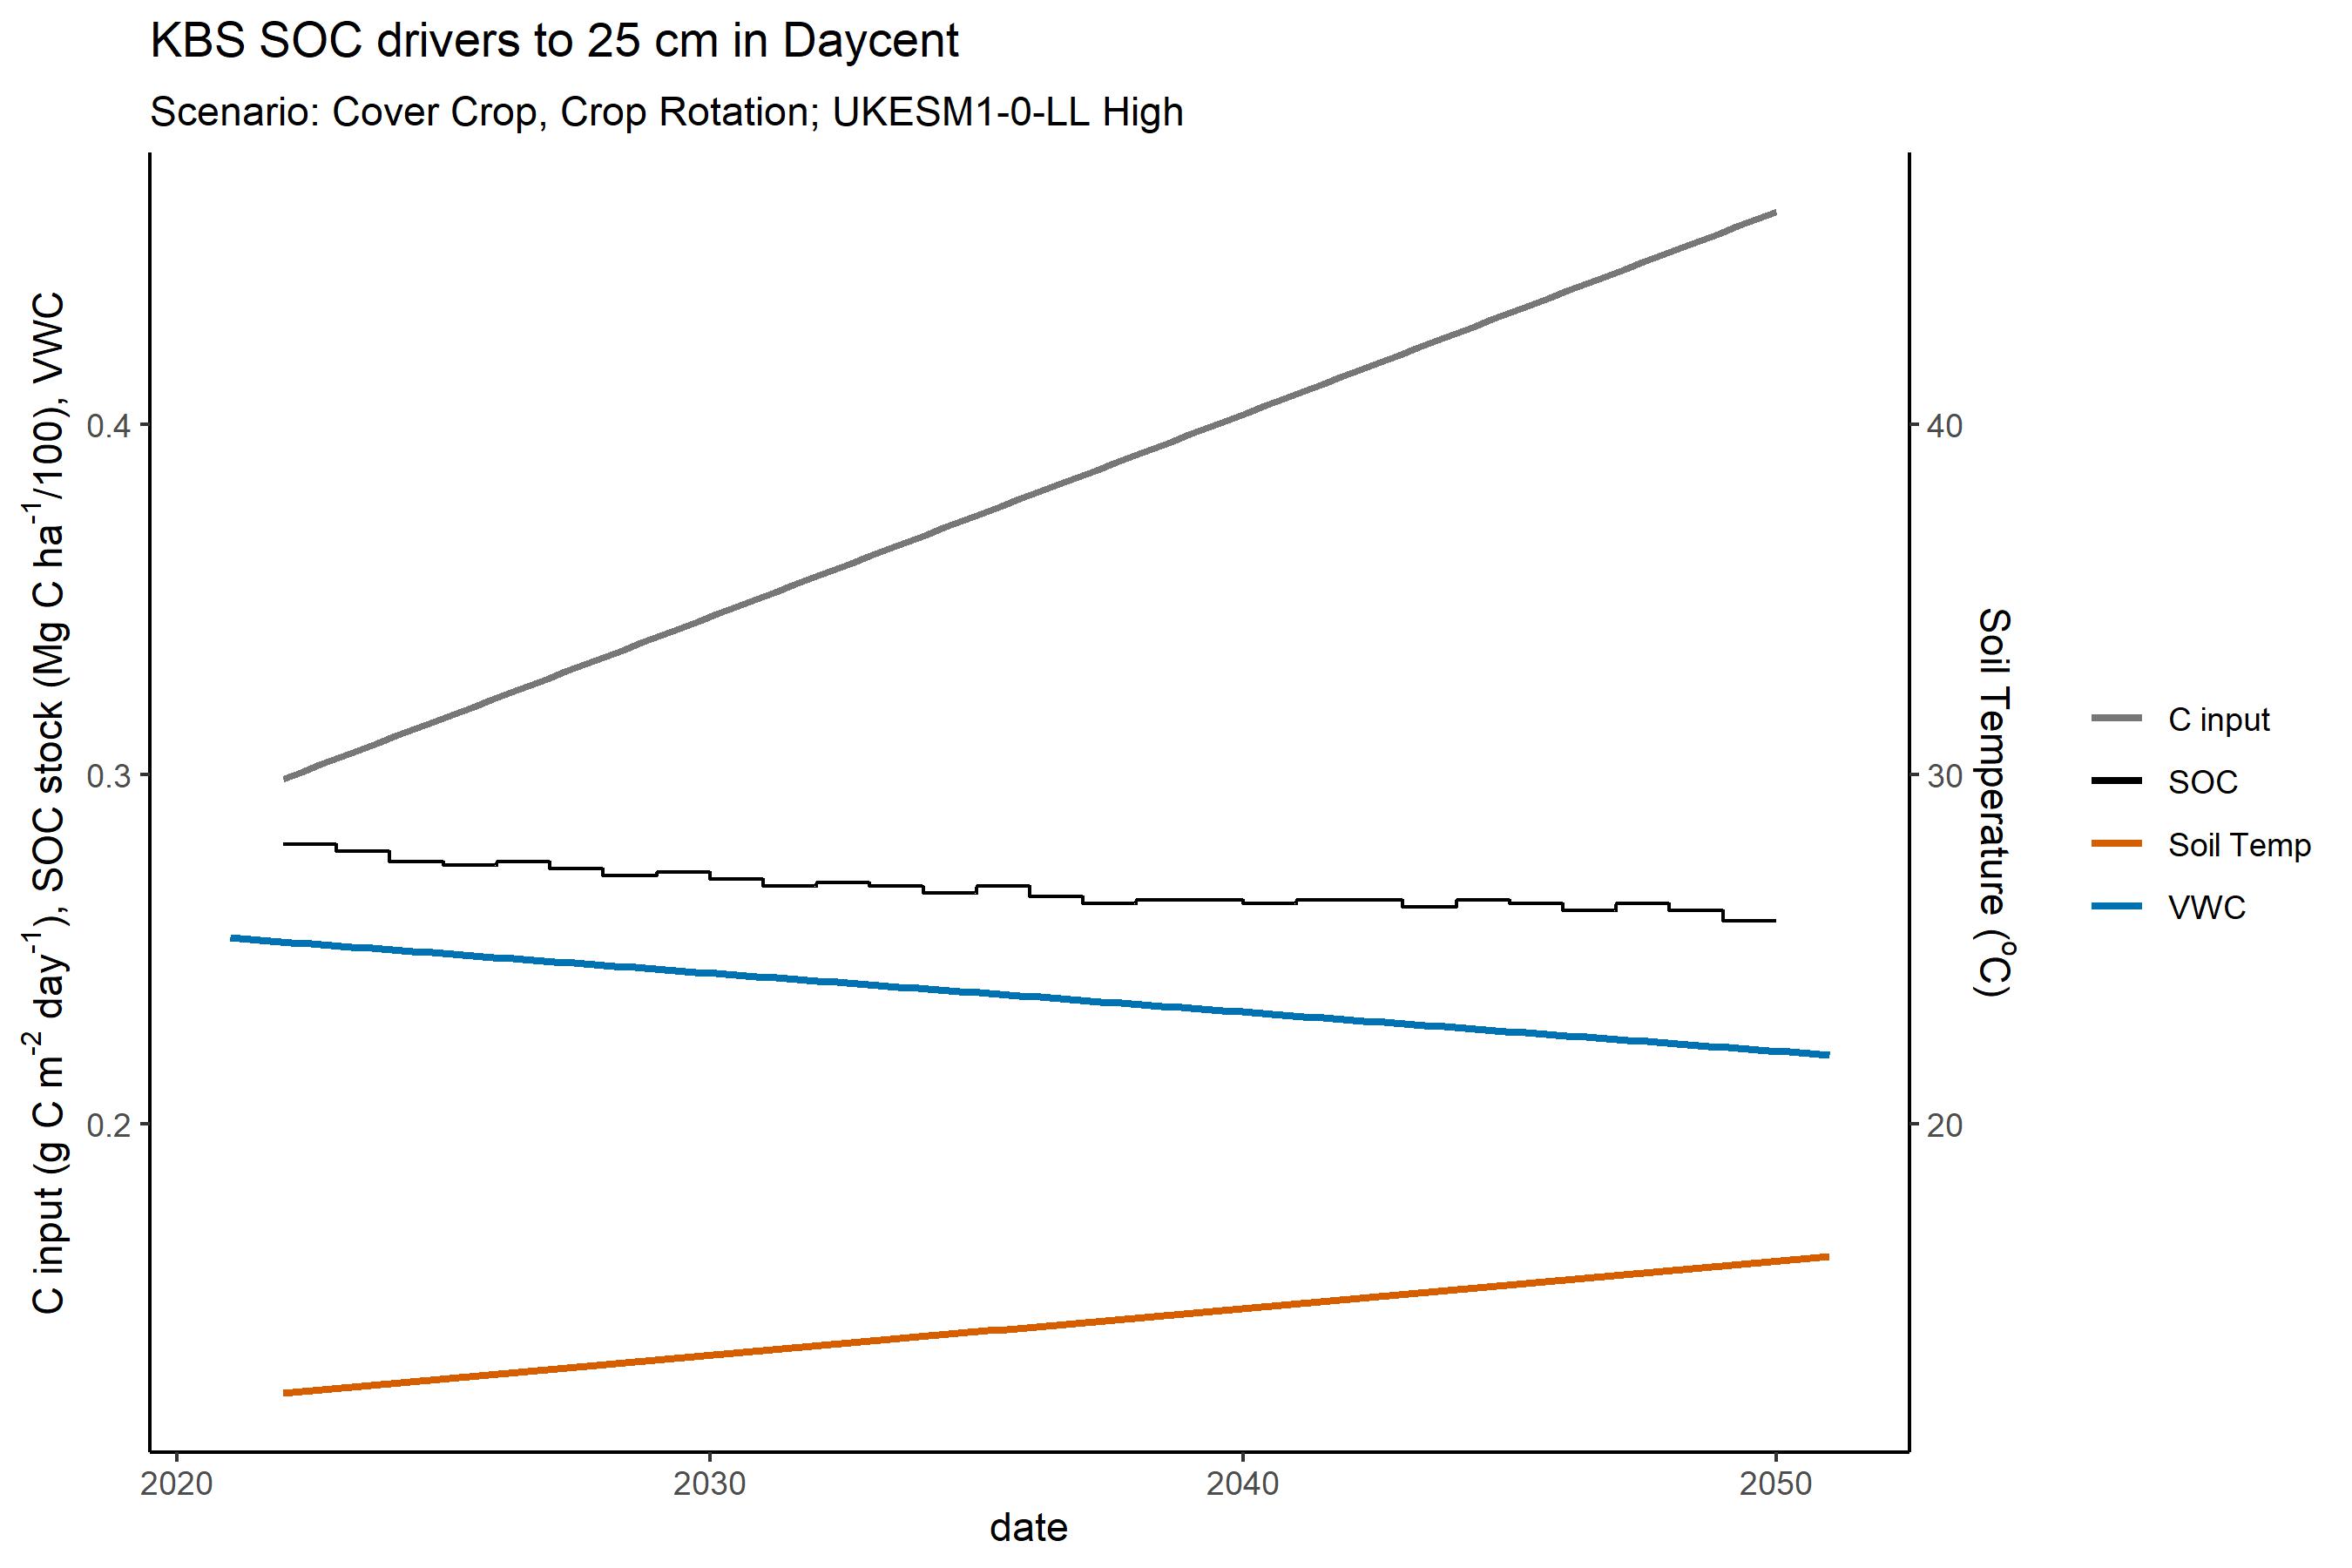 KBS SOC drivers to 25 cm in Daycent
Scenario: Cover Crop, Crop Rotation; UKESM1-0-LL High
C input (g C m⁻² day⁻¹), SOC stock (Mg C ha⁻¹/100), VWC
0.4
0.3
0.2
40
30
20
Soil Temperature (°C)
C input
SOC
Soil Temp
VWC
2020 2030 2040 2050
date